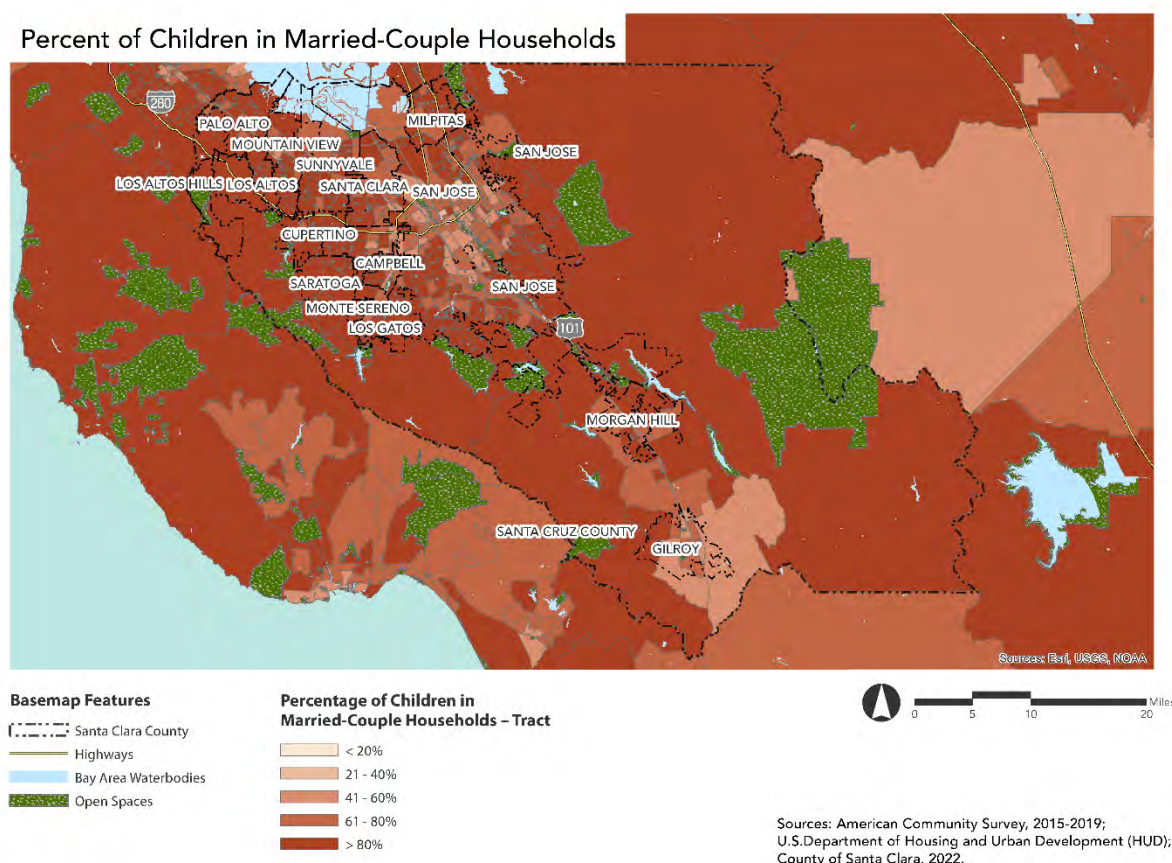 Percent of Children in Married-Couple Households
280
PALO ALTO
MILPITAS
MOUNTAIN VIEW
SAN JOSE
SUNNYVALE
LOS ALTOS HILLS
LOS ALTOS
SANTA CLARA
SAN JOSE
CUPERTINO
CAMPBELL
SARATOGA
SAN JOSE
MONTE SERENO
LOS GATOS
101
MORGAN HILL
SANTA CRUZ COUNTY
GILROY
Sources: Esri, USGS, NOAA
Basemap Features
Santa Clara County
Highways
Bay Area Waterbodies
Open Spaces
Percentage of Children in
Married-Couple Households – Tract
< 20%
21 - 40%
41 - 60%
61 - 80%
> 80%
Miles
0 5 10 20
Sources: American Community Survey, 2015-2019;
U.S.Department of Housing and Urban Development (HUD);
County of Santa Clara, 2022.